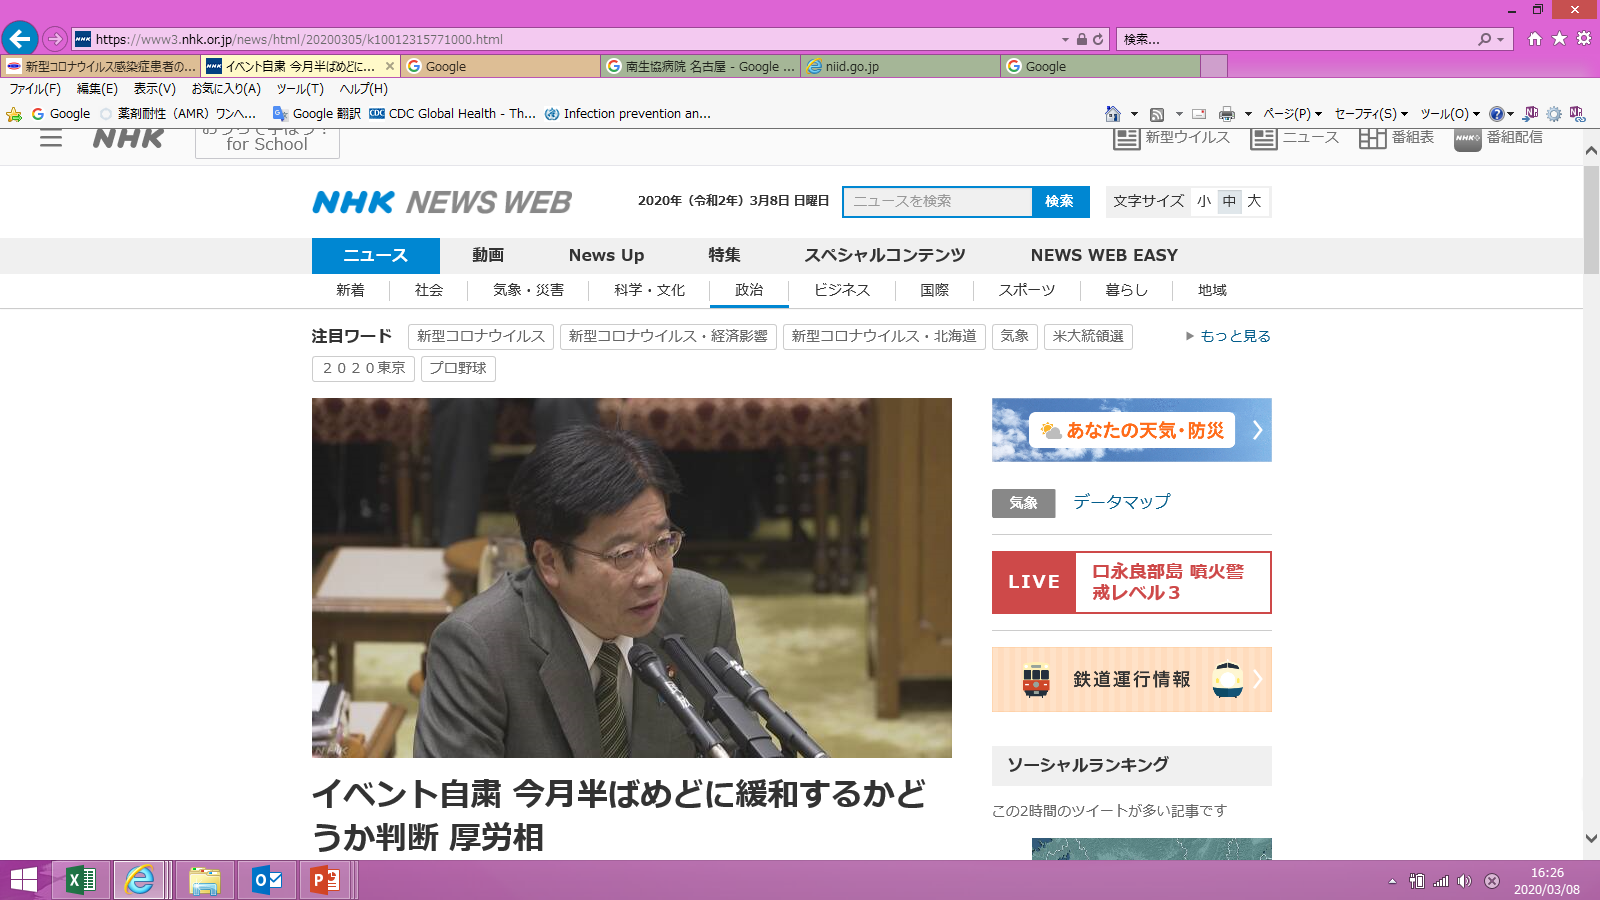 https://www3.nhk.or.jp/news/html/20200305/k10012315771000.html
検索...
新型コロナウイルス感染症患者の...
イベント自粛 今月半ばめどに...
Google
南生協病院 名古屋 - Google ...
niid.go.jp
Google
ファイル(F) 編集(E) 表示(V) お気に入り(A) ツール(T) ヘルプ(H)
Google 薬剤耐性（AMR）ワンヘ... Google 翻訳 CDC Global Health - Th... Infection prevention an...
ページ(P) セーフティ(S) ツール(O)
NHK
for School
新型ウイルス ニュース 番組表 番組配信
NHK NEWS WEB
2020年（令和2年）3月8日 日曜日
ニュースを検索 検索
文字サイズ 小 中 大
ニュース 動画 News Up 特集 スペシャルコンテンツ NEWS WEB EASY
新着 社会 気象・災害 科学・文化 政治 ビジネス 国際 スポーツ 暮らし 地域
注目ワード 新型コロナウイルス 新型コロナウイルス・経済影響 新型コロナウイルス・北海道 気象 米大統領選 もっと見る
２０２０東京 プロ野球
あなたの天気・防災
気象 データマップ
LIVE 口永良部島 噴火警
戒レベル３
鉄道運行情報
NHK
イベント自粛 今月半ばめどに緩和するかど
うか判断 厚労相
ソーシャルランキング
この2時間のツイートが多い記事です
16:26
2020/03/08